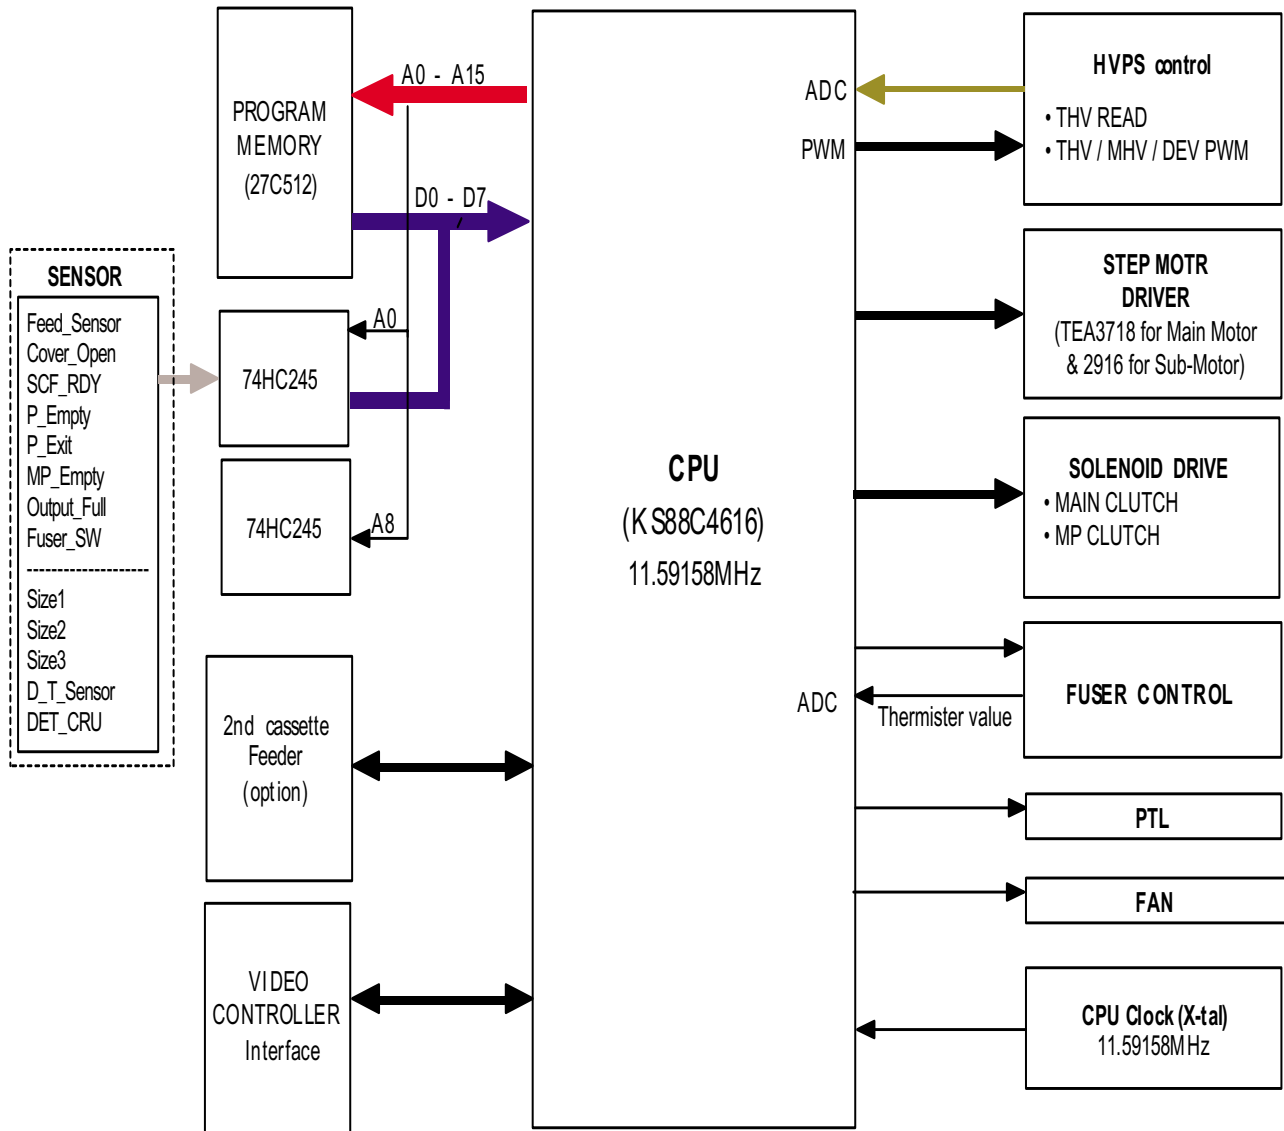 PROGRAM
MEMORY
(27C512)
A0 - A15
D0 - D7
SENSOR
Feed_Sensor
Cover_Open
SCF_RDY
P_Empty
P_Exit
MP_Empty
Output_Full
Fuser_SW
Size1
Size2
Size3
D_T_Sensor
DET_CRU
74HC245
A0
74HC245
A8
2nd cassette
Feeder
(option)
VIDEO
CONTROLLER
Interface
CPU
(KS88C4616)
11.59158MHz
ADC
PWM
ADC
HVPS control
• THV READ
• THV / MHV / DEV PWM
STEP MOTR
DRIVER
(TEA3718 for Main Motor
& 2916 for Sub-Motor)
SOLENOID DRIVE
• MAIN CLUTCH
• MP CLUTCH
FUSER CONTROL
Thermister value
PTL
FAN
CPU Clock (X-tal)
11.59158MHz